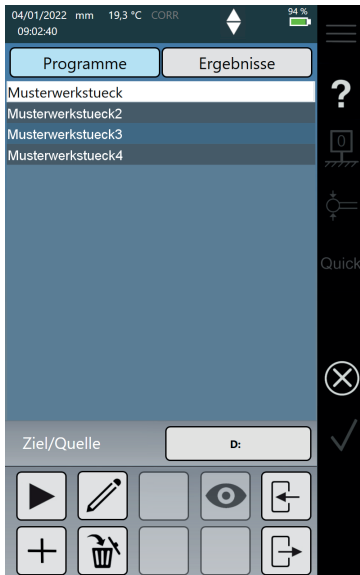 04/01/2022 mm 19,3 °C CORR 94 %
09:02:40
Programme Ergebnisse
Musterwerkstueck
Musterwerkstueck2
Musterwerkstueck3
Musterwerkstueck4
?
0
Quick
Ziel/Quelle D: